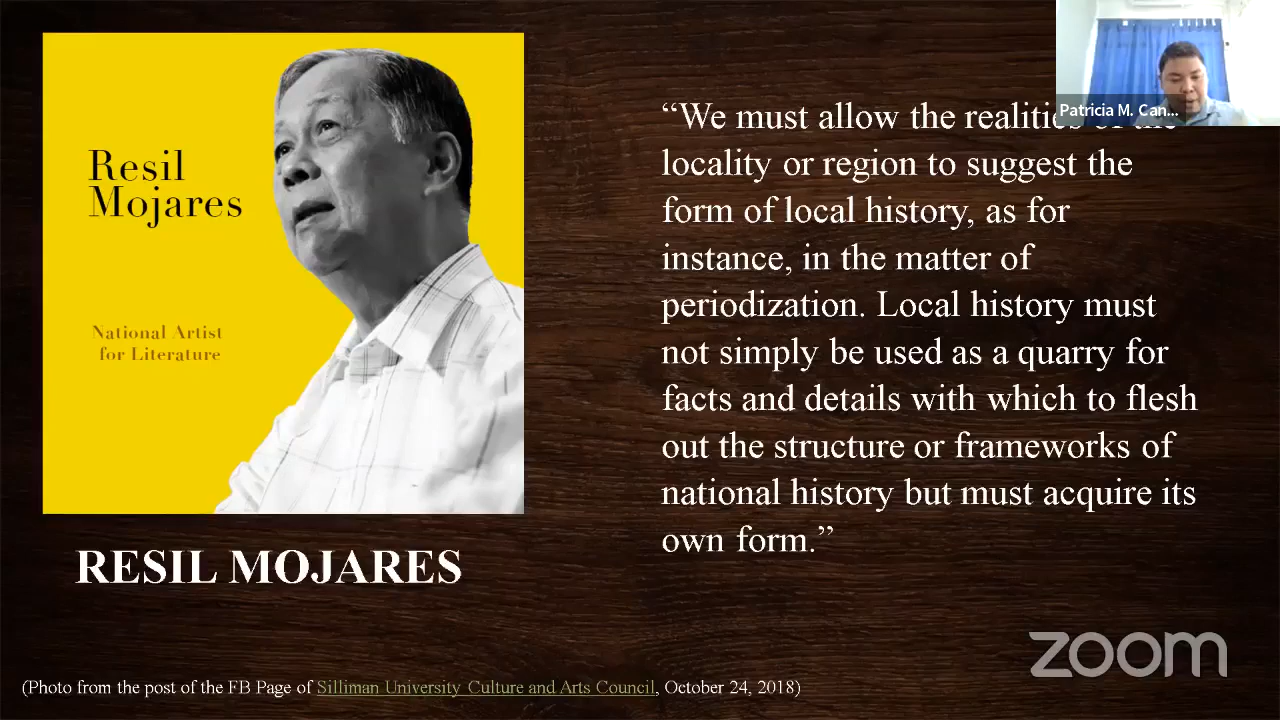 Resil
Mojares
National Artist
for Literature
RESIL MOJARES
(Photo from the post of the FB Page of Silliman University Culture and Arts Council, October 24, 2018)
Patricia M. Can...
“We must allow the realities of the
locality or region to suggest the
form of local history, as for
instance, in the matter of
periodization. Local history must
not simply be used as a quarry for
facts and details with which to flesh
out the structure or frameworks of
national history but must acquire its
own form.”
zoom